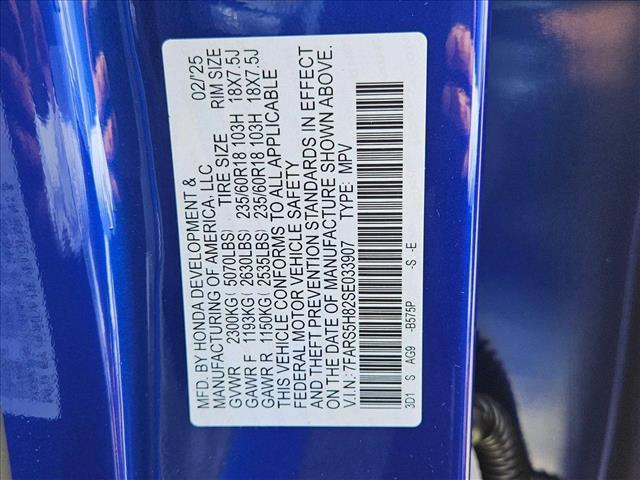 MFD. BY HONDA DEVELOPMENT &
MANUFACTURING OF AMERICA, LLC 02/'25
GVWR 2300KG( 5070LBS) TIRE SIZE RIM SIZE
GAWR F 1193KG( 2630LBS) 235/60R18 103H 18X7.5J
GAWR R 1150KG( 2535LBS) 235/60R18 103H 18X7.5J
THIS VEHICLE CONFORMS TO ALL APPLICABLE
FEDERAL MOTOR VEHICLE SAFETY
AND THEFT PREVENTION STANDARDS IN EFFECT
ON THE DATE OF MANUFACTURE SHOWN ABOVE.
V.I.N.: 7FARS5H82SE033907 TYPE: MPV
3D1 S AG9 -B575P -S -E